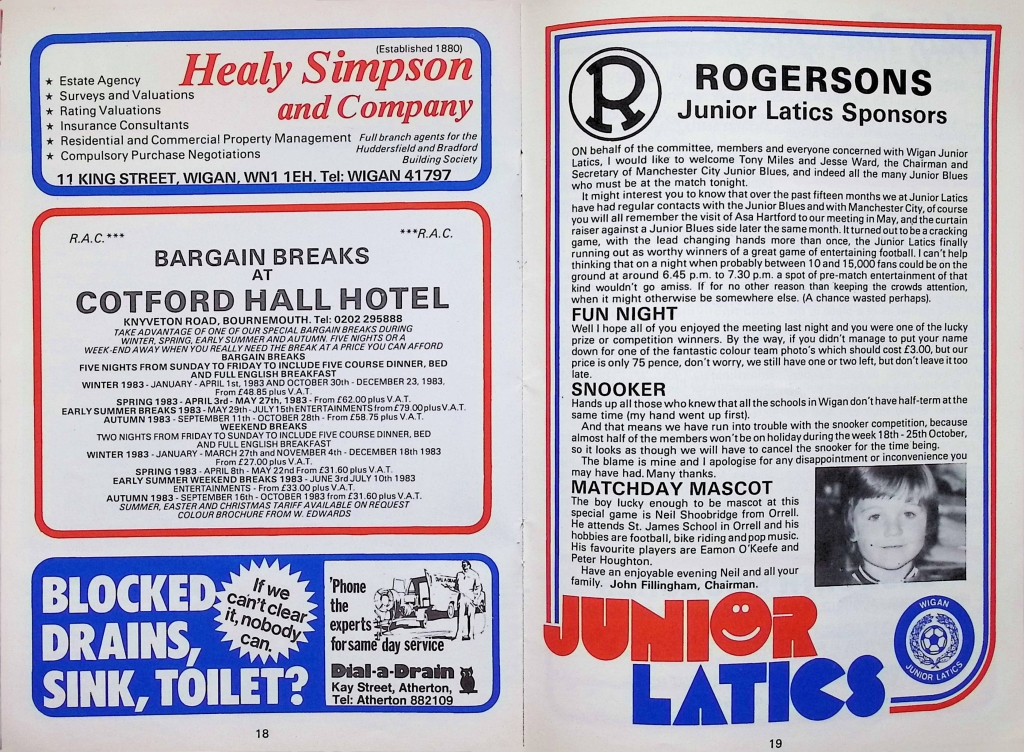 (Established 1880)
Healy Simpson
and Company
★ Estate Agency
★ Surveys and Valuations
★ Rating Valuations
★ Insurance Consultants
★ Residential and Commercial Property Management
★ Compulsory Purchase Negotiations
Full branch agents for the
Huddersfield and Bradford
Building Society
11 KING STREET, WIGAN, WN1 1EH. Tel: WIGAN 41797
R.A.C.*** ***R.A.C.
BARGAIN BREAKS
AT
COTFORD HALL HOTEL
KNYVETON ROAD, BOURNEMOUTH. Tel: 0202 295888
TAKE ADVANTAGE OF ONE OF OUR SPECIAL BARGAIN BREAKS DURING
WINTER, SPRING, EARLY SUMMER AND AUTUMN. FIVE NIGHTS OR A
WEEK-END AWAY WHEN YOU REALLY NEED THE BREAK AT A PRICE YOU CAN AFFORD
BARGAIN BREAKS
FIVE NIGHTS FROM SUNDAY TO FRIDAY TO INCLUDE FIVE COURSE DINNER, BED
AND FULL ENGLISH BREAKFAST
WINTER 1983 - JANUARY - APRIL 1st, 1983 AND OCTOBER 30th - DECEMBER 23, 1983,
From £48.85 plus V.A.T.
SPRING 1983 - APRIL 3rd - MAY 27th, 1983 - From £62.00 plus V.A.T.
EARLY SUMMER BREAKS 1983 - MAY 29th - JULY 15th ENTERTAINMENTS from £79.00 plus V.A.T.
AUTUMN 1983 - SEPTEMBER 11th - OCTOBER 28th - From £58.75 plus V.A.T.
WEEKEND BREAKS
TWO NIGHTS FROM FRIDAY TO SUNDAY TO INCLUDE FIVE COURSE DINNER, BED
AND FULL ENGLISH BREAKFAST
WINTER 1983 - JANUARY - MARCH 27th and NOVEMBER 4th - DECEMBER 18th 1983
From £27.00 plus V.A.T.
SPRING 1983 - APRIL 8th - MAY 22nd From £31.60 plus V.A.T.
EARLY SUMMER WEEKEND BREAKS 1983 - JUNE 3rd JULY 10th 1983
ENTERTAINMENTS - From £33.00 plus V.A.T.
AUTUMN 1983 - SEPTEMBER 16th - OCTOBER 1983 from £31.60 plus V.A.T.
SUMMER, EASTER AND CHRISTMAS TARIFF AVAILABLE ON REQUEST
COLOUR BROCHURE FROM W. EDWARDS
BLOCKED
DRAINS,
SINK, TOILET?
If we
can't clear
it, nobody
can.
'Phone
the
experts
for same day service
Dial-a-Drain
Kay Street, Atherton,
Tel: Atherton 882109
18
R
ROGERSONS
Junior Latics Sponsors
ON behalf of the committee, members and everyone concerned with Wigan Junior
Latics, I would like to welcome Tony Miles and Jesse Ward, the Chairman and
Secretary of Manchester City Junior Blues, and indeed all the many Junior Blues
who must be at the match tonight.
It might interest you to know that over the past fifteen months we at Junior Latics
have had regular contacts with the Junior Blues and with Manchester City, of course
you will all remember the visit of Asa Hartford to our meeting in May, and the curtain
raiser against a Junior Blues side later the same month. It turned out to be a cracking
game, with the lead changing hands more than once, the Junior Latics finally
running out as worthy winners of a great game of entertaining football. I can't help
thinking that on a night when probably between 10 and 15,000 fans could be on the
ground at around 6.45 p.m. to 7.30 p.m. a spot of pre-match entertainment of that
kind wouldn't go amiss. If for no other reason than keeping the crowds attention,
when it might otherwise be somewhere else. (A chance wasted perhaps).
FUN NIGHT
Well I hope all of you enjoyed the meeting last night and you were one of the lucky
prize or competition winners. By the way, if you didn't manage to put your name
down for one of the fantastic colour team photo's which should cost £3.00, but our
price is only 75 pence, don't worry, we still have one or two left, but don't leave it too
late.
SNOOKER
Hands up all those who knew that all the schools in Wigan don't have half-term at the
same time (my hand went up first).
And that means we have run into trouble with the snooker competition, because
almost half of the members won't be on holiday during the week 18th - 25th October,
so it looks as though we will have to cancel the snooker for the time being.
The blame is mine and I apologise for any disappointment or inconvenience you
may have had. Many thanks.
MATCHDAY MASCOT
The boy lucky enough to be mascot at this
special game is Neil Shoobridge from Orrell.
He attends St. James School in Orrell and his
hobbies are football, bike riding and pop music.
His favourite players are Eamon O'Keefe and
Peter Houghton.
Have an enjoyable evening Neil and all your
family. John Fillingham, Chairman.
JUNIOR
LATICS
WIGAN
JUNIOR LATICS
19